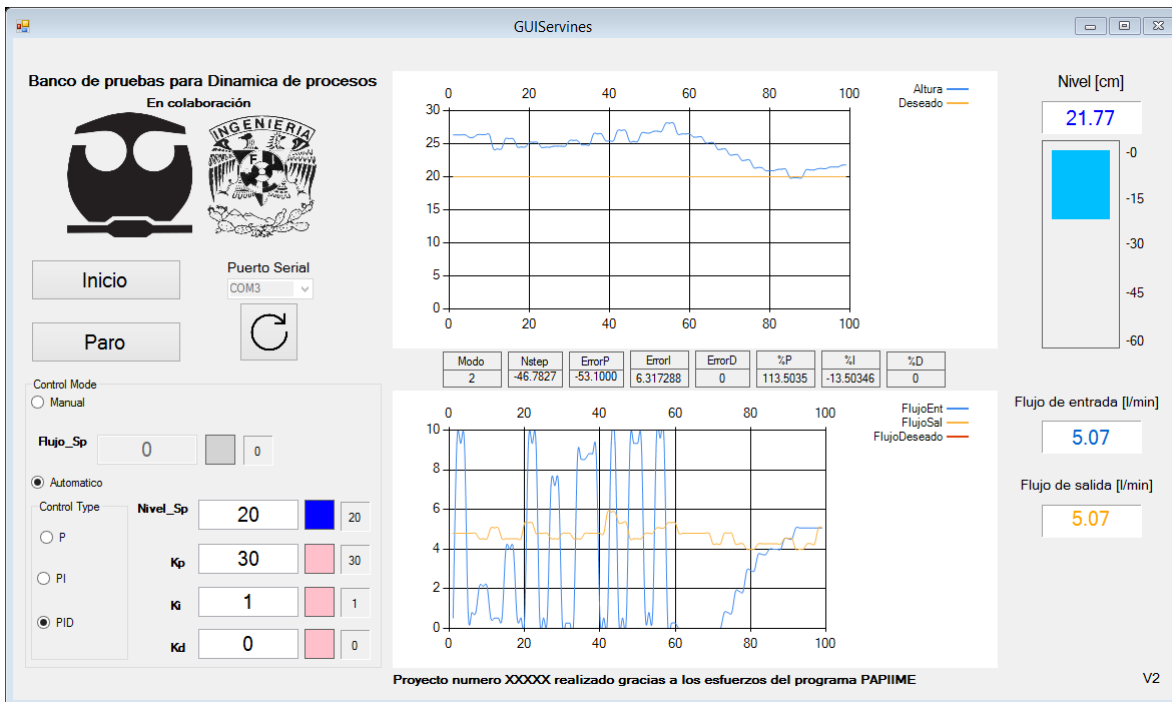 GUIServines
Banco de pruebas para Dinamica de procesos
En colaboración
INGENIERIA
F I
Inicio
Paro
Puerto Serial
COM3
Control Mode
Manual
Flujo_Sp 0 0
Automatico
Control Type
P
PI
PID
Nivel_Sp 20 20
Kp 30 30
Ki 1 1
Kd 0 0
0 20 40 60 80 100
Altura
Deseado
30
25
20
15
10
5
0
0 20 40 60 80 100
Modo Nstep ErrorP ErrorI ErrorD %P %I %D
2 -46.7827 -53.1000 6.317288 0 113.5035 -13.50346 0
0 20 40 60 80 100
FlujoEnt
FlujoSal
FlujoDeseado
10
8
6
4
2
0
0 20 40 60 80 100
Nivel [cm]
21.77
-0
-15
-30
-45
-60
Flujo de entrada [l/min]
5.07
Flujo de salida [l/min]
5.07
Proyecto numero XXXXX realizado gracias a los esfuerzos del programa PAPIIME
V2